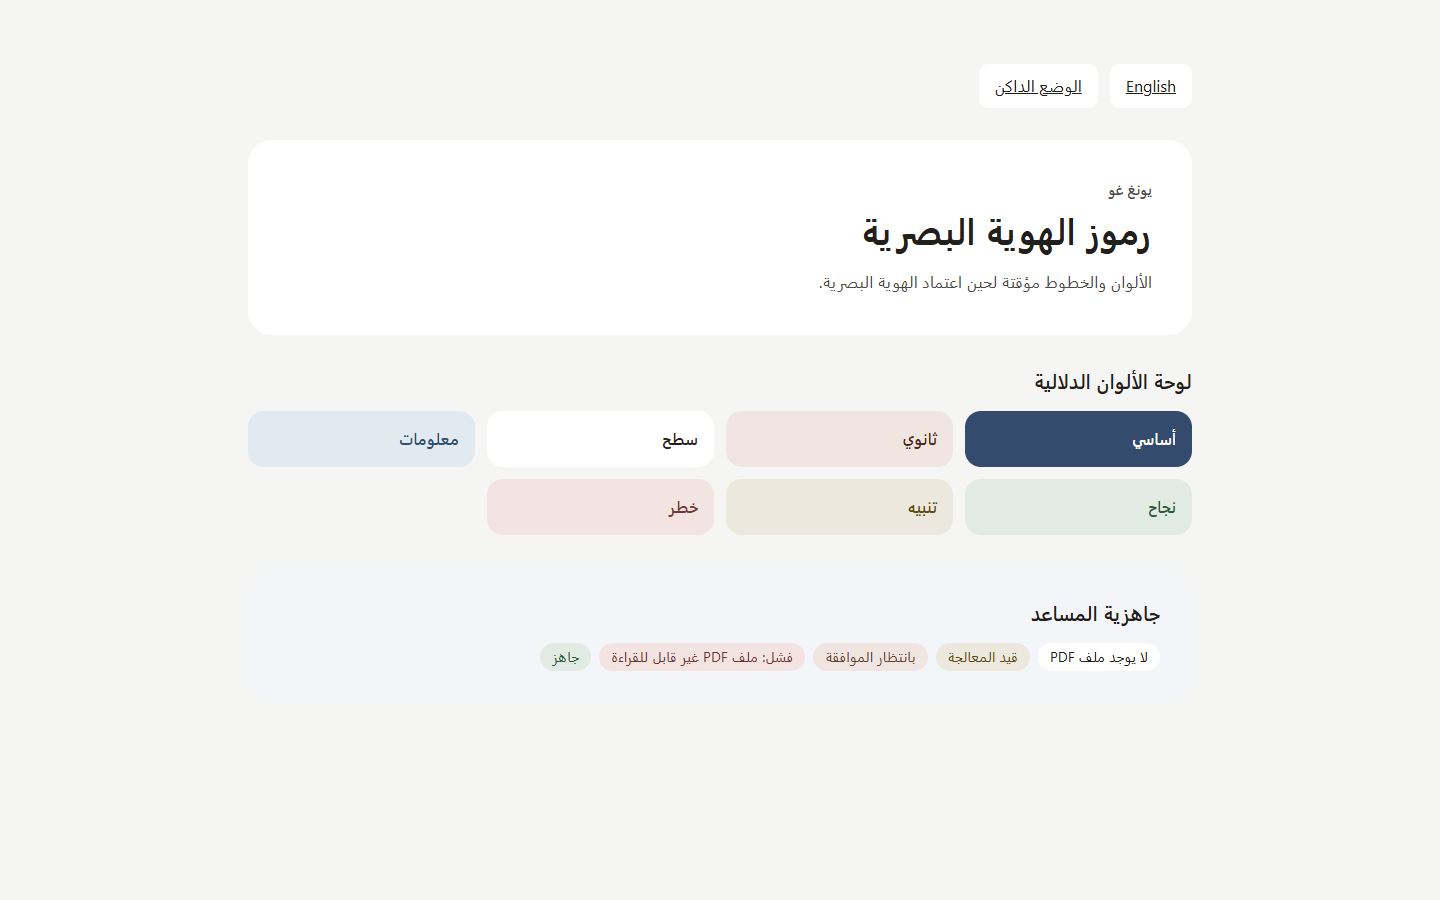 English الوضع الداكن
يونغ غو
رموز الهوية البصرية
الألوان والخطوط مؤقتة لحين اعتماد الهوية البصرية.
لوحة الألوان الدلالية
أساسي ثانوي سطح معلومات
نجاح تنبيه خطر
جاهزية المساعد
لا يوجد ملف PDF قيد المعالجة بانتظار الموافقة فشل: ملف PDF غير قابل للقراءة جاهز